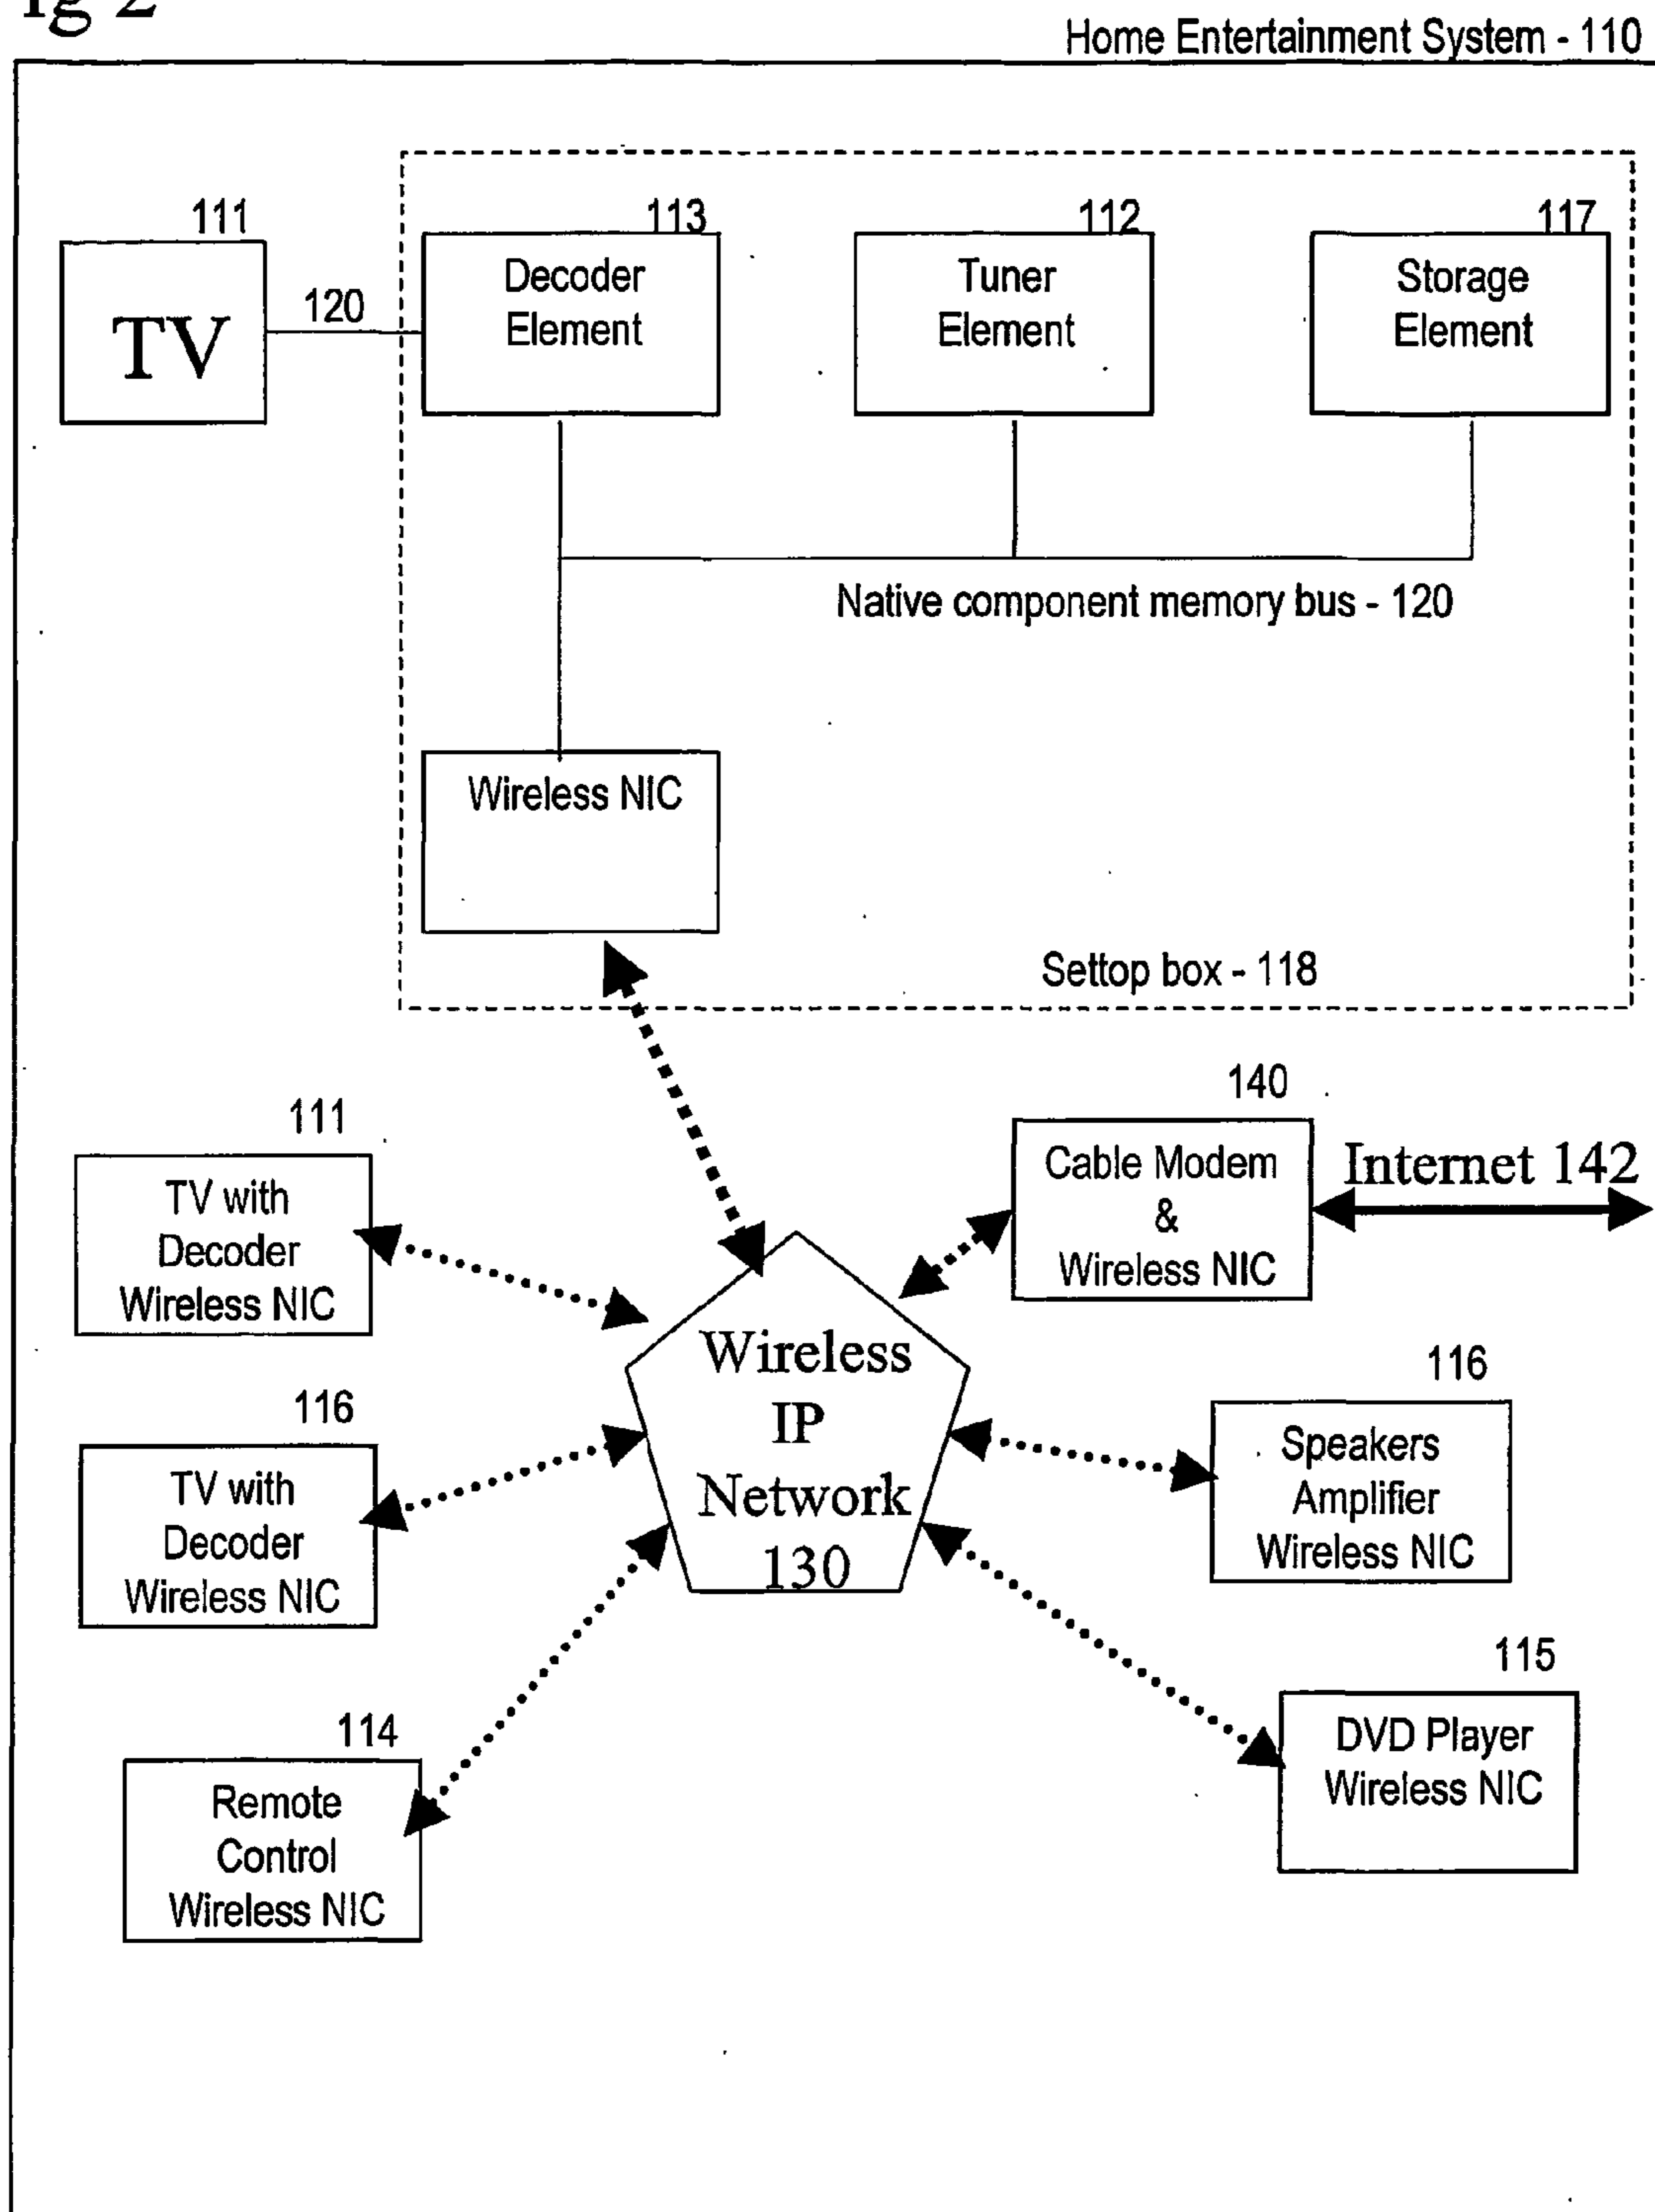 ig 2
Home Entertainment System - 110
111
113
112
117
TV
120
Decoder
Element
Tuner
Element
Storage
Element
Native component memory bus - 120
Wireless NIC
Settop box - 118
140
Cable Modem
&
Wireless NIC
Internet 142
111
TV with
Decoder
Wireless NIC
Wireless
IP
Network
130
116
TV with
Decoder
Wireless NIC
116
Speakers
Amplifier
Wireless NIC
114
Remote
Control
Wireless NIC
115
DVD Player
Wireless NIC